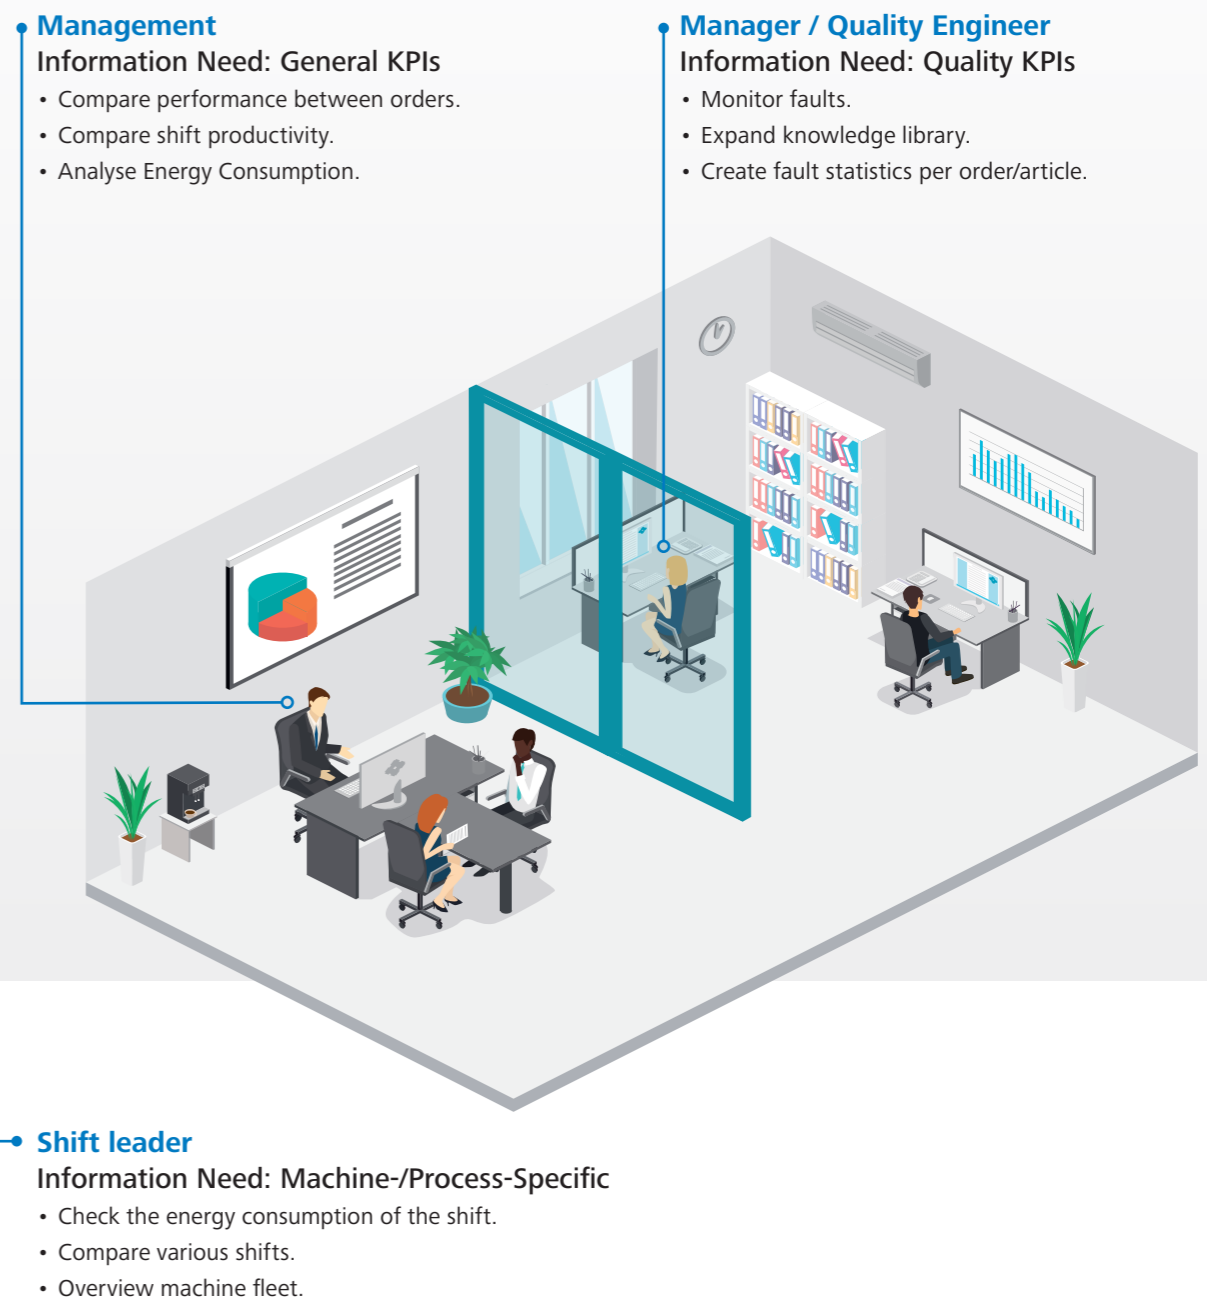 Management
Information Need: General KPIs
• Compare performance between orders.
• Compare shift productivity.
• Analyse Energy Consumption.
Manager / Quality Engineer
Information Need: Quality KPIs
• Monitor faults.
• Expand knowledge library.
• Create fault statistics per order/article.
Shift leader
Information Need: Machine-/Process-Specific
• Check the energy consumption of the shift.
• Compare various shifts.
• Overview machine fleet.